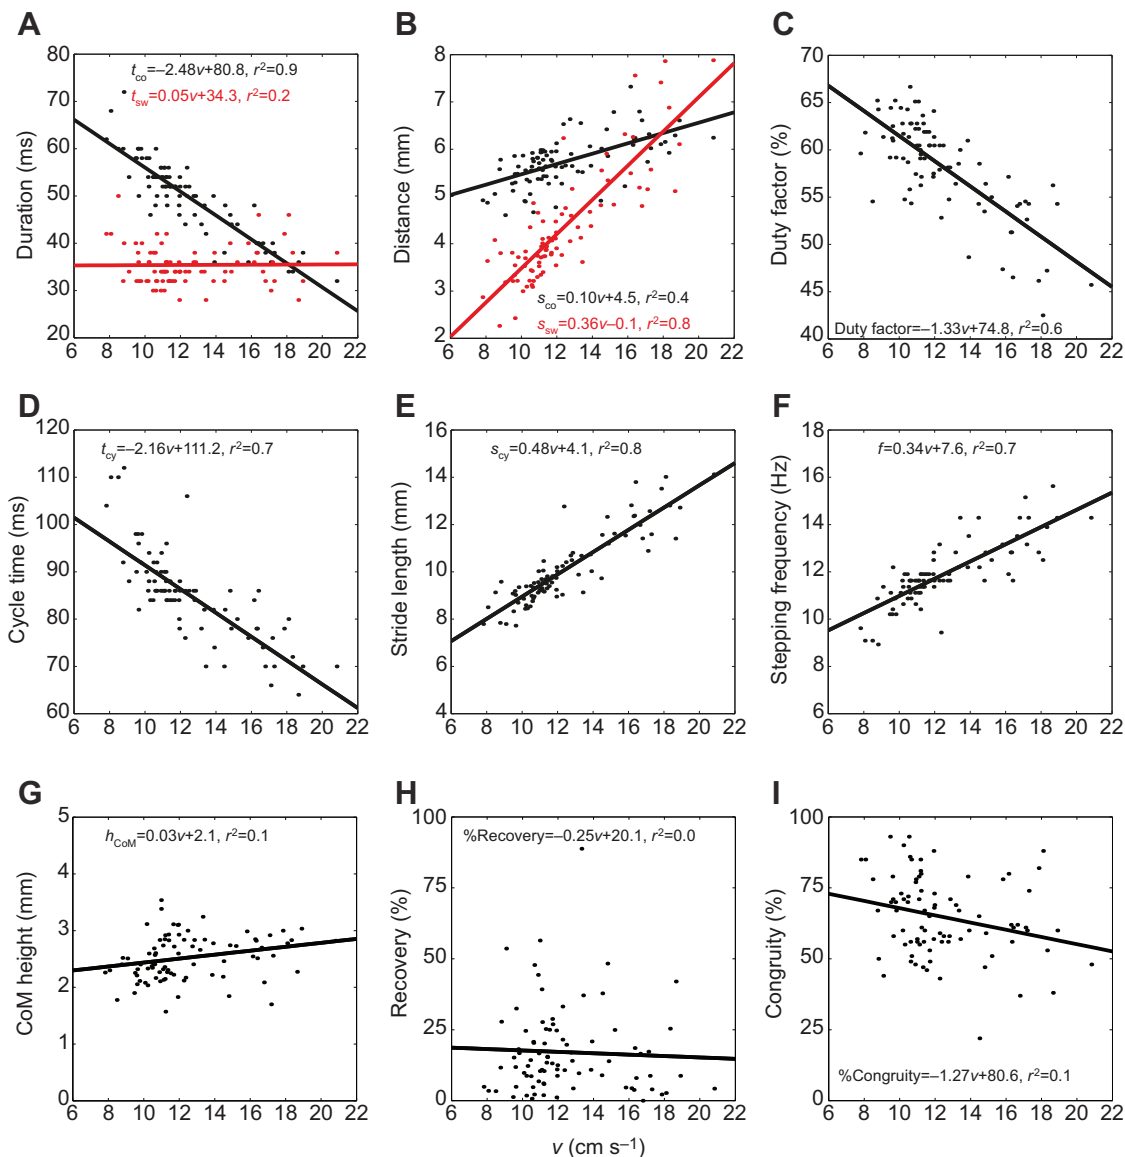 A
Duration (ms)
80
70
60
50
40
30
20
t_co=–2.48v+80.8, r²=0.9
t_sw=0.05v+34.3, r²=0.2
6 8 10 12 14 16 18 20 22
B
Distance (mm)
8
7
6
5
4
3
2
s_co=0.10v+4.5, r²=0.4
s_sw=0.36v–0.1, r²=0.8
6 8 10 12 14 16 18 20 22
C
Duty factor (%)
70
65
60
55
50
45
40
Duty factor=–1.33v+74.8, r²=0.6
6 8 10 12 14 16 18 20 22
D
Cycle time (ms)
120
110
100
90
80
70
60
t_cy=–2.16v+111.2, r²=0.7
6 8 10 12 14 16 18 20 22
E
Stride length (mm)
16
14
12
10
8
6
4
s_cy=0.48v+4.1, r²=0.8
6 8 10 12 14 16 18 20 22
F
Stepping frequency (Hz)
16
14
12
10
8
6
f=0.34v+7.6, r²=0.7
6 8 10 12 14 16 18 20 22
G
CoM height (mm)
5
4
3
2
1
0
h_CoM=0.03v+2.1, r²=0.1
6 8 10 12 14 16 18 20 22
H
Recovery (%)
100
75
50
25
0
%Recovery=–0.25v+20.1, r²=0.0
6 8 10 12 14 16 18 20 22
I
Congruity (%)
100
75
50
25
0
%Congruity=–1.27v+80.6, r²=0.1
6 8 10 12 14 16 18 20 22
v (cm s⁻¹)